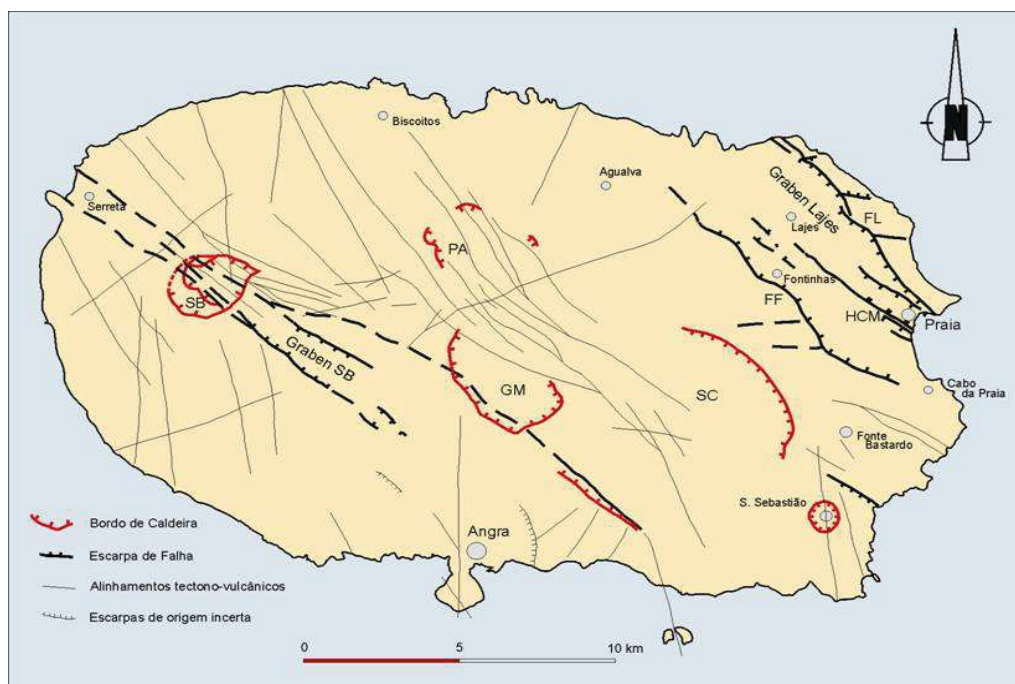 N
Biscoitos
Agualva
Serreta
Graben Lajes
Lajes
FL
PA
Fontinhas
SB
FF
HCM
Praia
Graben SB
GM
SC
Cabo
da Praia
Fonte
Bastardo
S. Sebastião
Angra
Bordo de Caldeira
Escarpa de Falha
Alinhamentos tectono-vulcânicos
Escarpas de origem incerta
0 5 10 km